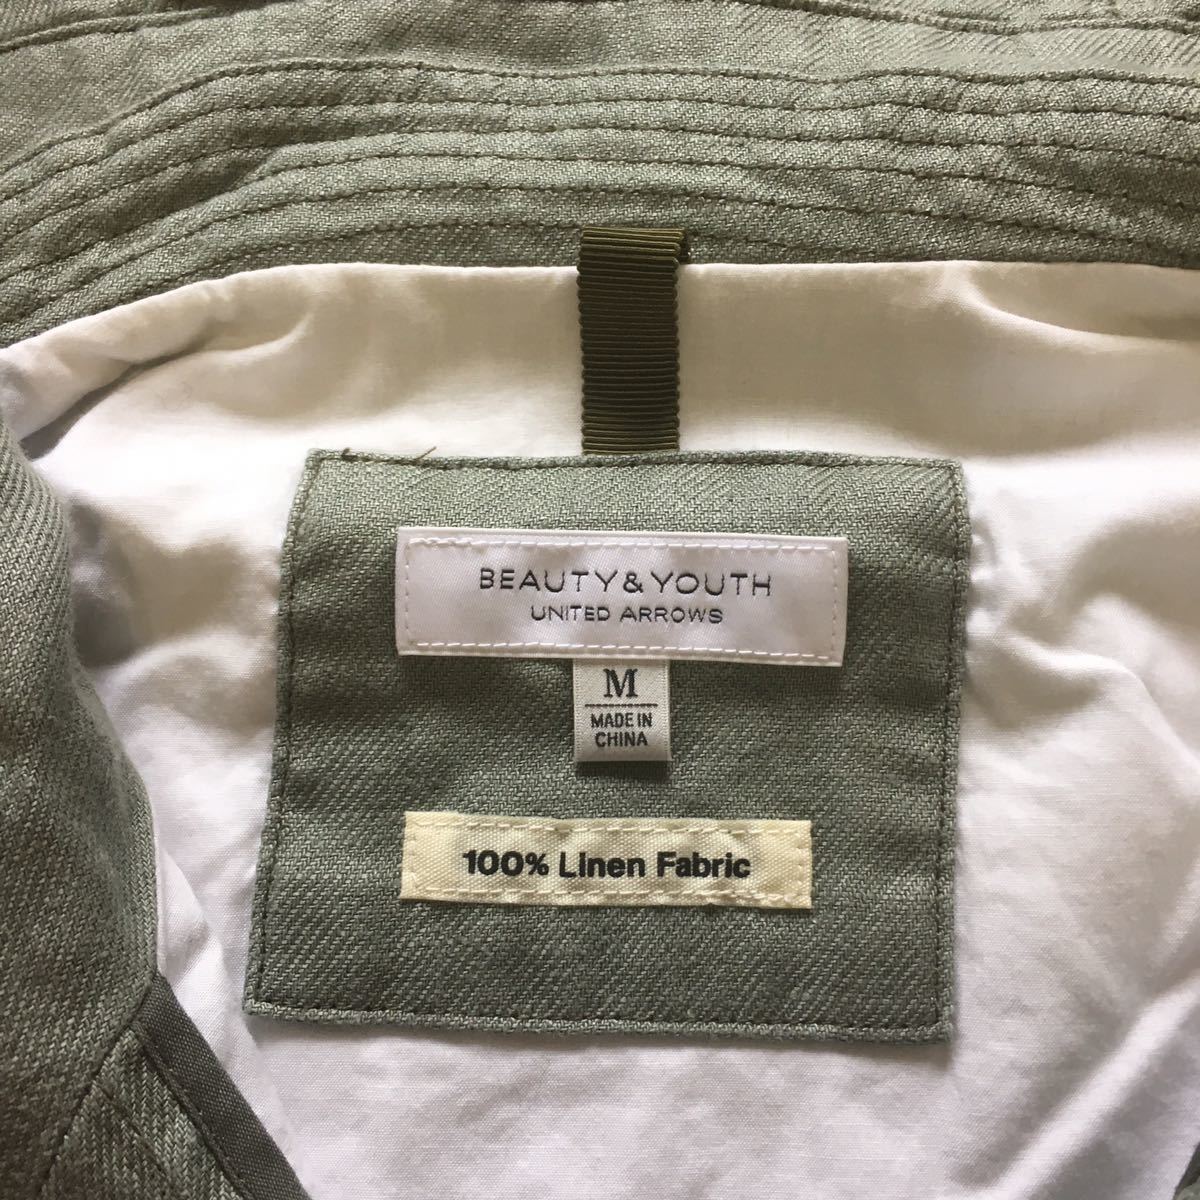 BEAUTY&YOUTH
UNITED ARROWS
M
MADE IN
CHINA
100% Linen Fabric